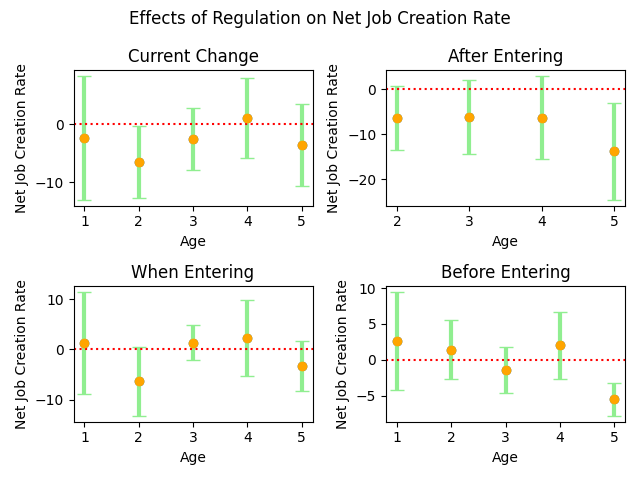 Effects of Regulation on Net Job Creation Rate
Current Change
Net Job Creation Rate
0
−10
1 2 3 4 5
Age
After Entering
Net Job Creation Rate
0
−10
−20
2 3 4 5
Age
When Entering
Net Job Creation Rate
10
0
−10
1 2 3 4 5
Age
Before Entering
Net Job Creation Rate
10
5
0
−5
1 2 3 4 5
Age